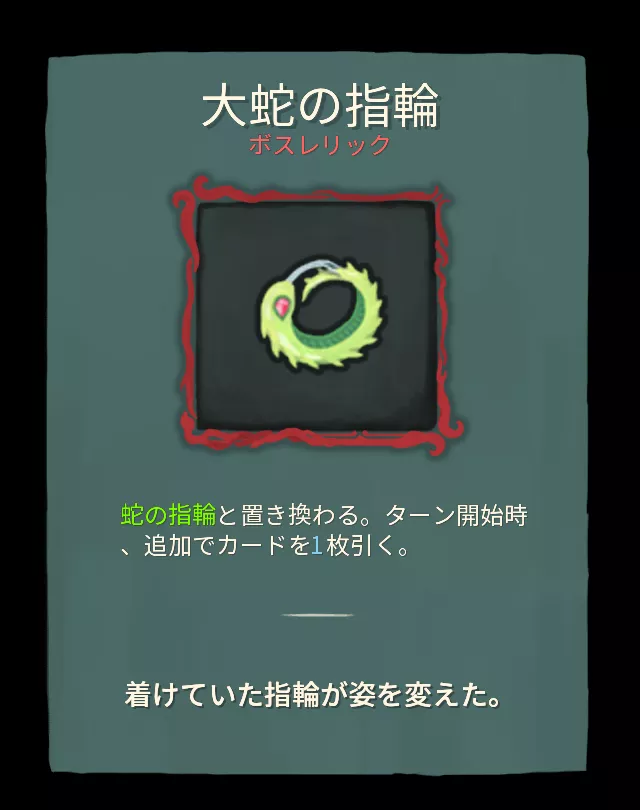 大蛇の指輪
ボスレリック
蛇の指輪と置き換わる。ターン開始時
、追加でカードを1枚引く。
着けていた指輪が姿を変えた。